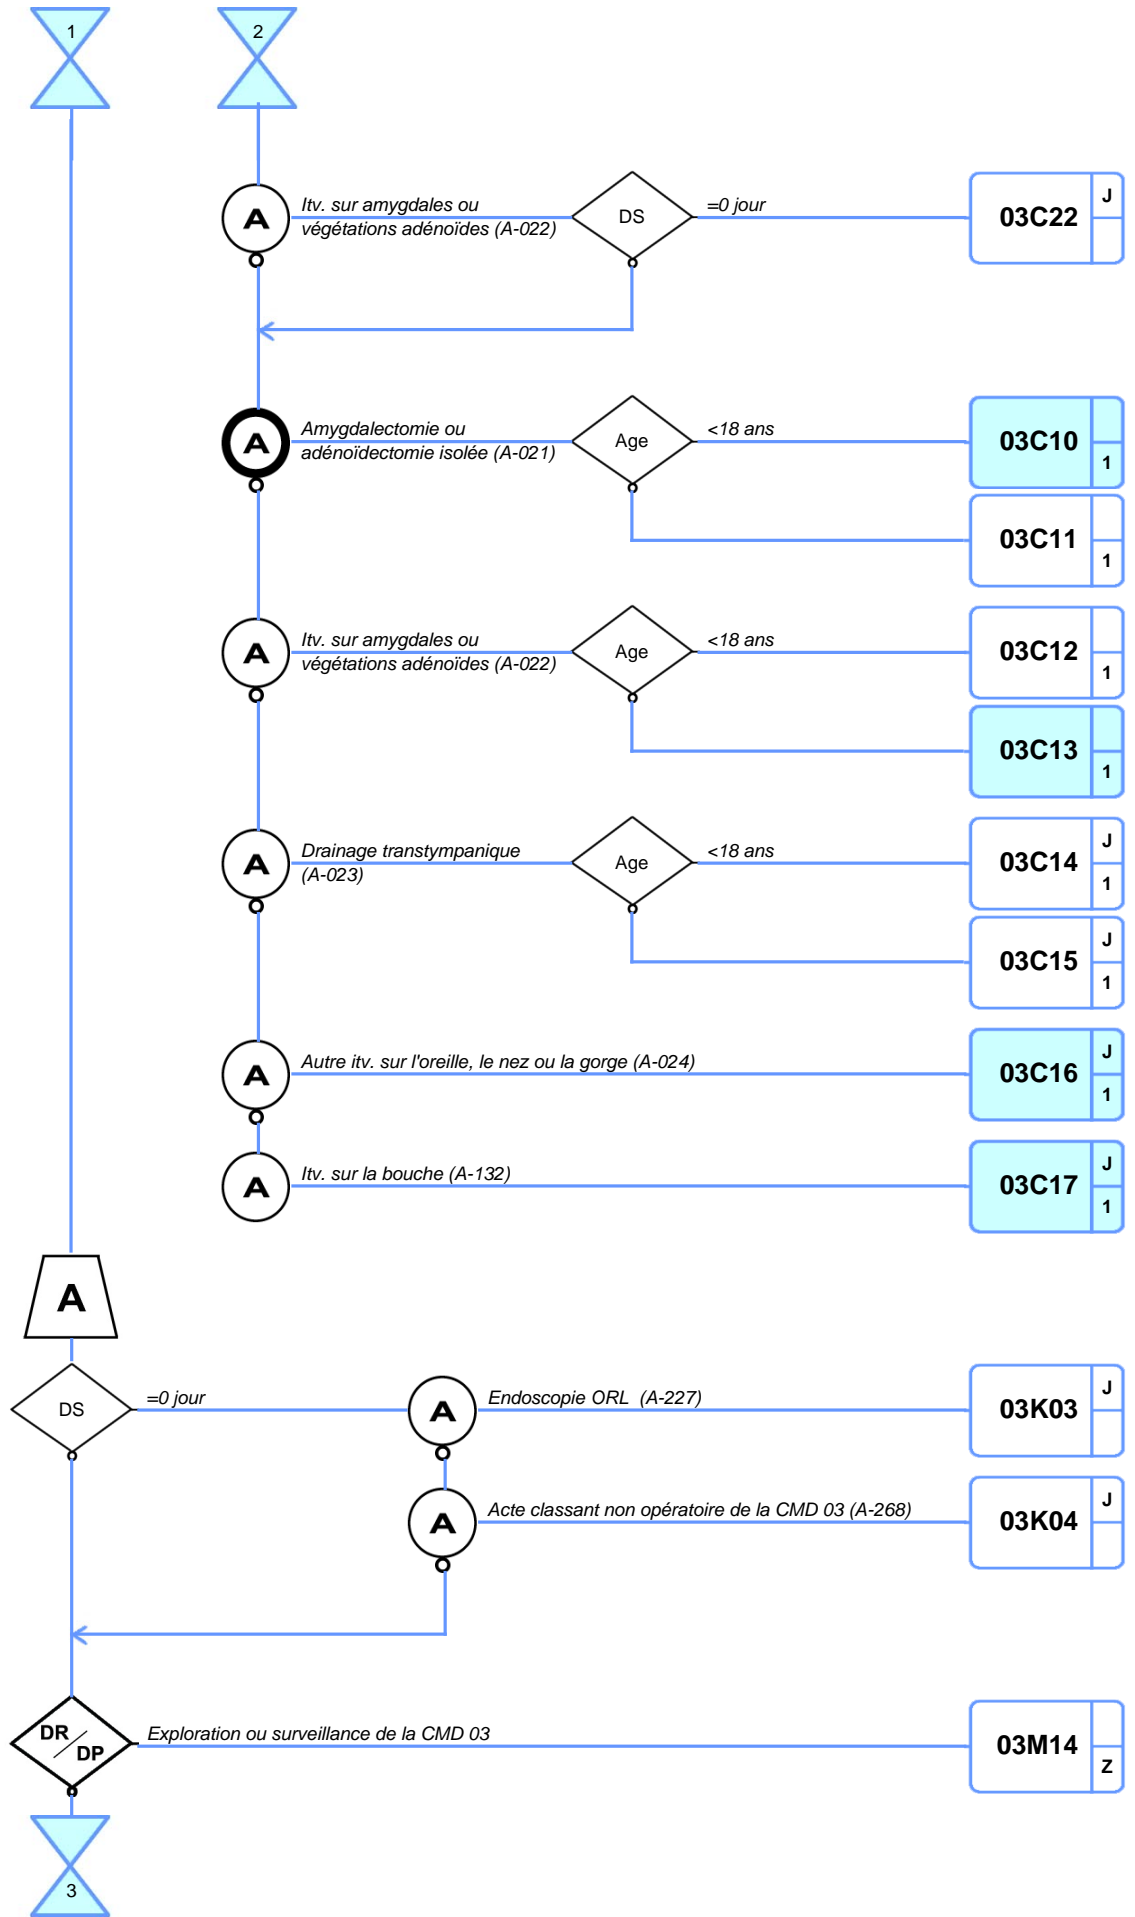 1
2
A
Itv. sur amygdales ou
végétations adénoïdes (A-022)
DS
=0 jour
03C22
J
A
Amygdalectomie ou
adénoïdectomie isolée (A-021)
Age
<18 ans
03C10
1
03C11
1
A
Itv. sur amygdales ou
végétations adénoïdes (A-022)
Age
<18 ans
03C12
1
03C13
1
A
Drainage transtympanique
(A-023)
Age
<18 ans
03C14
J
1
03C15
J
1
A
Autre itv. sur l'oreille, le nez ou la gorge (A-024)
03C16
J
1
A
Itv. sur la bouche (A-132)
03C17
J
1
A
DS
=0 jour
A
Endoscopie ORL (A-227)
03K03
J
A
Acte classant non opératoire de la CMD 03 (A-268)
03K04
J
DR
DP
Exploration ou surveillance de la CMD 03
03M14
Z
3